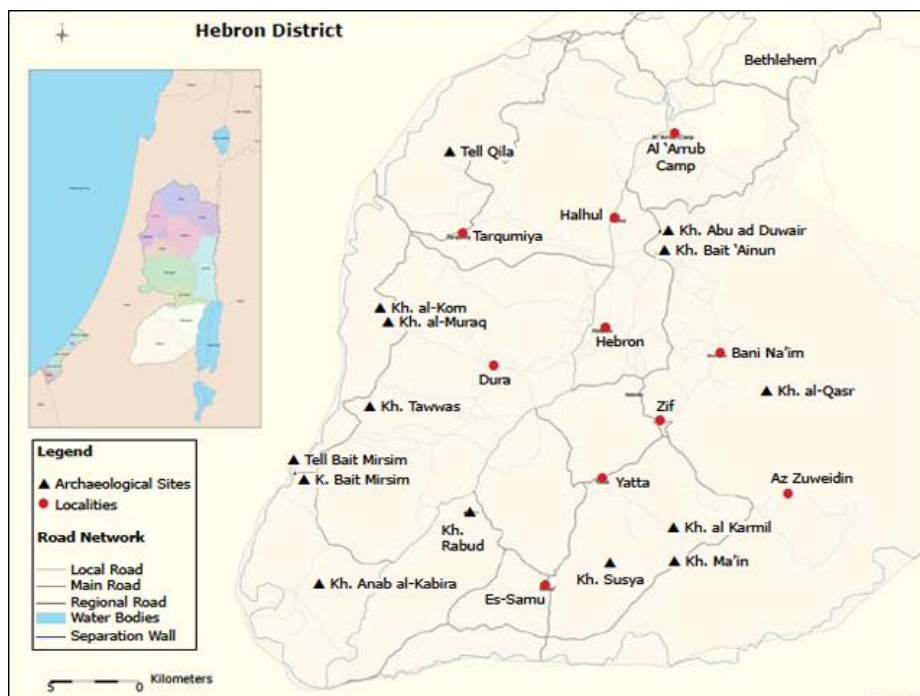 Hebron District
Bethlehem
Al ‘Arrub
Camp
Tell Qila
Halhul
Tarqumiya
Kh. Abu ad Duwair
Kh. Bait ‘Ainun
Kh. al-Kom
Kh. al-Muraq
Hebron
Bani Na’im
Dura
Kh. al-Qasr
Kh. Tawwas
Zif
Tell Bait Mirsim
K. Bait Mirsim
Yatta
Az Zuweidin
Kh.
Rabud
Kh. al Karmil
Kh. Ma’in
Kh. Susya
Kh. Anab al-Kabira
Es-Samu
Legend
Archaeological Sites
Localities
Road Network
Local Road
Main Road
Regional Road
Water Bodies
Separation Wall
5 0 Kilometers